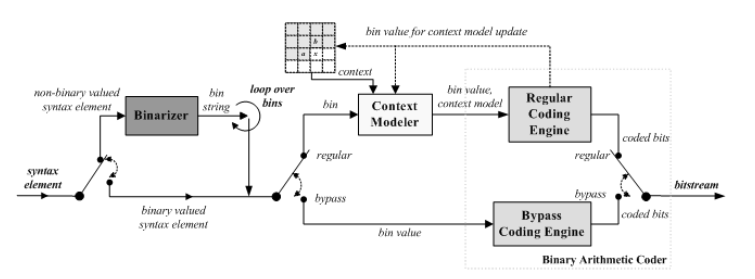 bin value for context model update
b
a x
context
non-binary valued
syntax element
bin
string
loop over
bins
Binarizer
bin
Context
Modeler
bin value,
context model
Regular
Coding
Engine
coded bits
regular
regular
syntax
element
bypass
bypass
bitstream
binary valued
syntax element
bin value
Bypass
Coding Engine
coded bits
Binary Arithmetic Coder